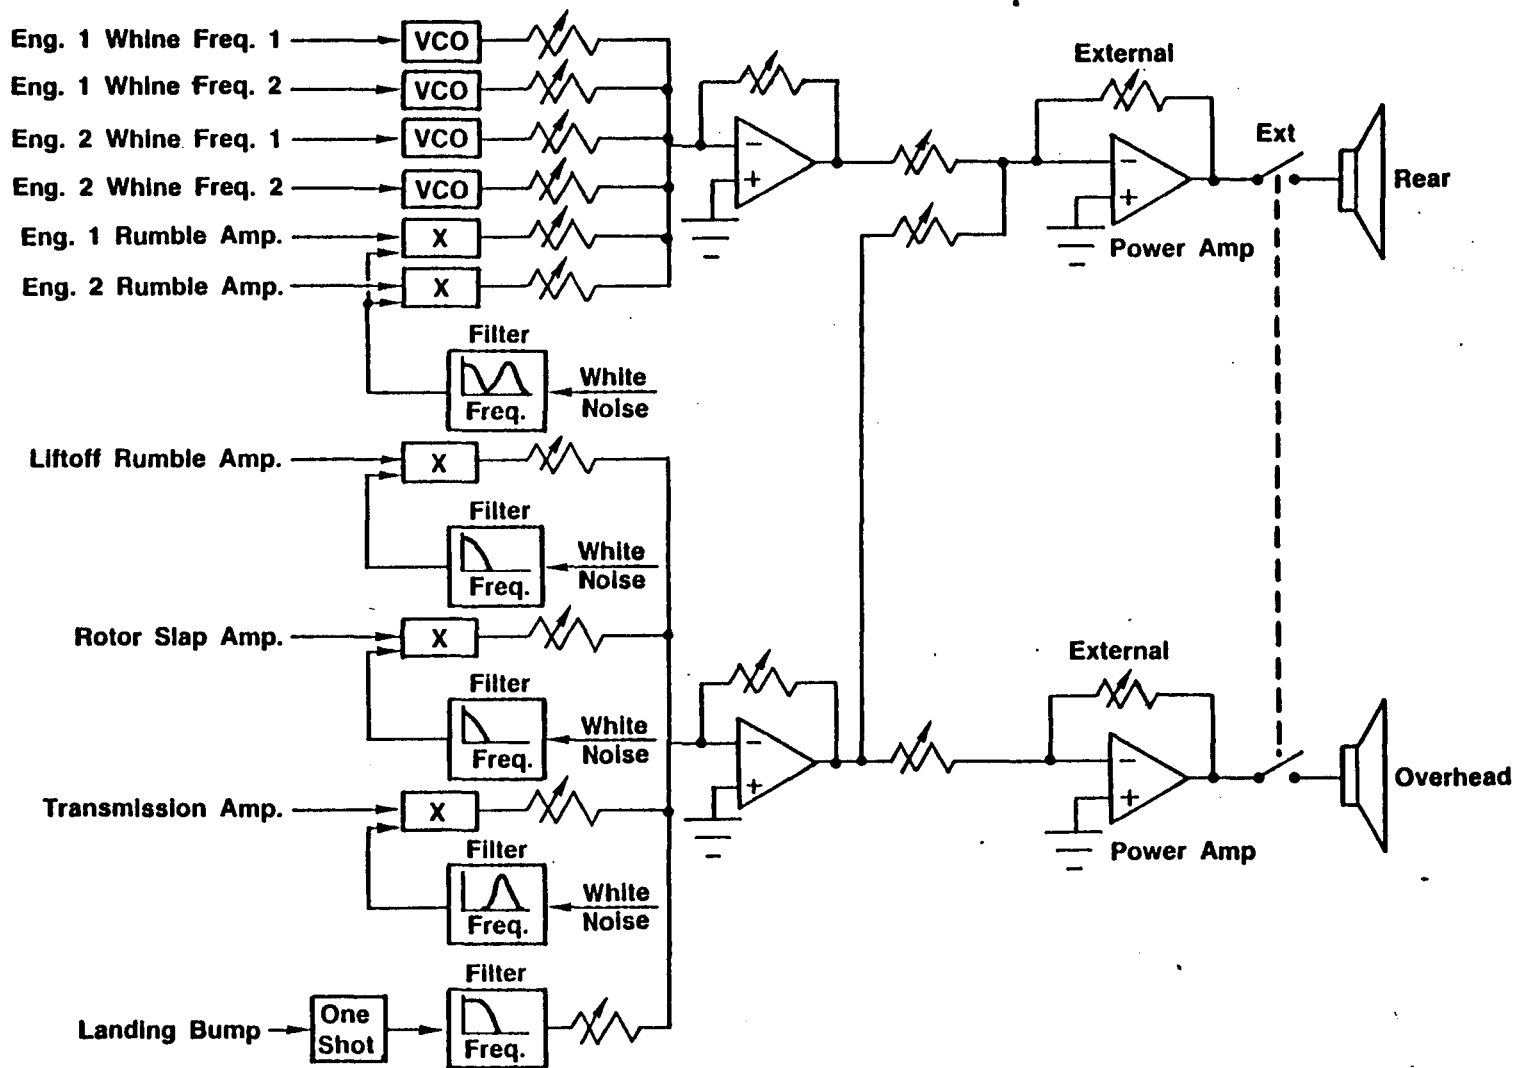 Eng. 1 Whine Freq. 1
VCO
Eng. 1 Whine Freq. 2
VCO
Eng. 2 Whine Freq. 1
VCO
Eng. 2 Whine Freq. 2
VCO
Eng. 1 Rumble Amp.
X
Eng. 2 Rumble Amp.
X
Filter
Freq.
White
Noise
−
+
External
−
+
Power Amp
Ext
Rear
Liftoff Rumble Amp.
X
Filter
Freq.
White
Noise
Rotor Slap Amp.
X
Filter
Freq.
White
Noise
Transmission Amp.
X
Filter
Freq.
White
Noise
Landing Bump
One
Shot
Filter
Freq.
−
+
External
−
+
Power Amp
Overhead